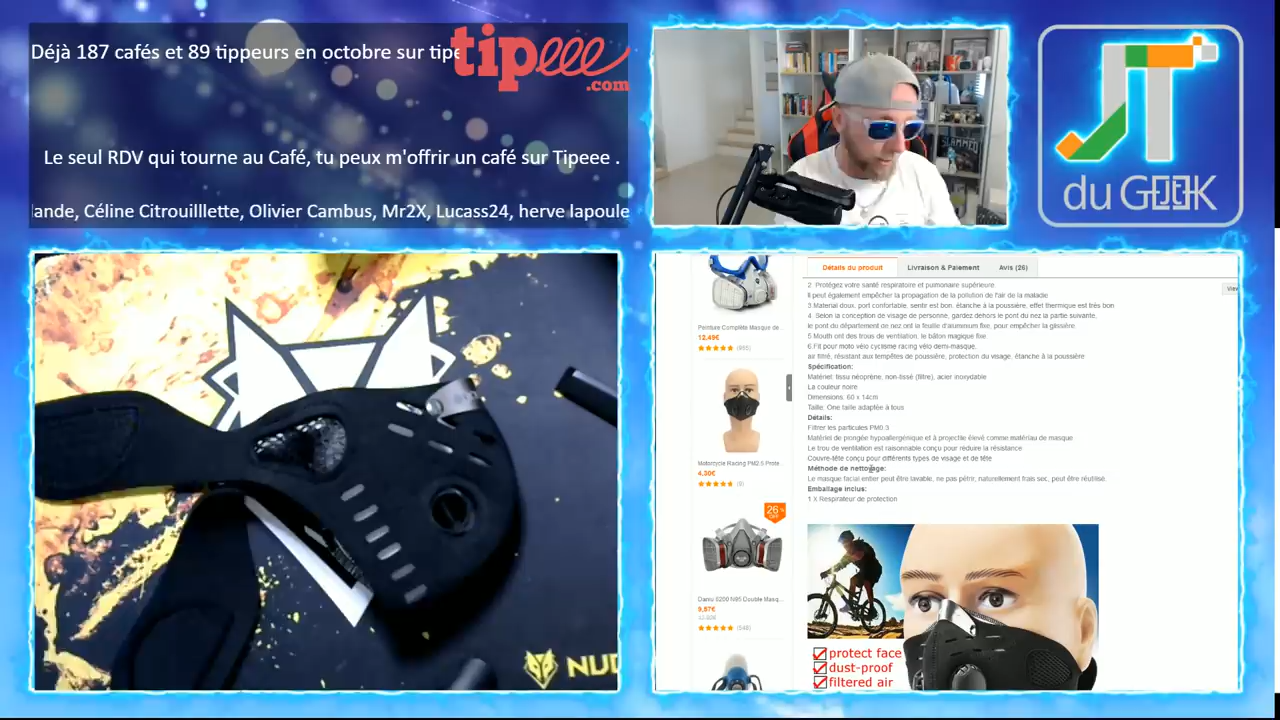 Déjà 187 cafés et 89 tippeurs en octobre sur tipe
tipeee
.com
Le seul RDV qui tourne au Café, tu peux m'offrir un café sur Tipeee .
lande, Céline Citrouilllette, Olivier Cambus, Mr2X, Lucass24, herve lapoule
SLAMMED
JT
du GEEK
NUD
Peinture Complète Masque de ...
12,49€
(965)
Motorcycle Racing PM2.5 Prote
4,30€
(8)
26%
OFF
Danru 6200 N95 Double Masq...
9,57€
(548)
Détails du produit
Livraison & Paiement
Avis (26)
View
2 Protégez votre santé respiratoire et pulmonaire supérieure.
Il peut également empêcher la propagation de la pollution de l'air de la maladie
3.Material doux, port confortable, sentir est bon, étanche à la poussière, effet thermique est très bon
4. Selon la conception de visage de personne, gardez dehors le pont du nez la partie suivante,
le pont du département de nez ont la feuille d'aluminium fixe, pour empêcher la glissière.
5.Mouth ont des trous de ventilation, le bâton magique fixe
6.Fit pour moto vélo cyclisme racing vélo demi-masque,
air filtré, résistant aux tempêtes de poussière, protection du visage, étanche à la poussière
Spécification:
Matériel: tissu néoprène, non-tissé (filtre), acier inoxydable
La couleur noire
Dimensions: 60 x 14cm
Taille: One taille adaptée à tous
Détails:
Filtrer les particules PM0.3
Matériel de prongée hypoallergénique et à projectile élevé comme matériau de masque
Le trou de ventilation est raisonnable conçu pour réduire la résistance
Couvre-tête conçu pour différents types de visage et de tête
Méthode de nettoyage:
Le masque facial entier peut être lavable, ne pas pétrir, naturellement frais sec, peut être réutilisé.
Emballage inclus:
1 X Respirateur de protection
protect face
dust-proof
filtered air